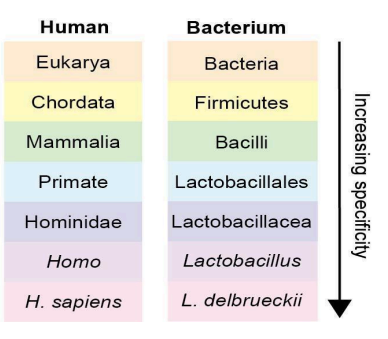 Human Bacterium
Eukarya Bacteria
Chordata Firmicutes
Mammalia Bacilli
Primate Lactobacillales
Hominidae Lactobacillacea
Homo Lactobacillus
H. sapiens L. delbrueckii
Increasing specificity